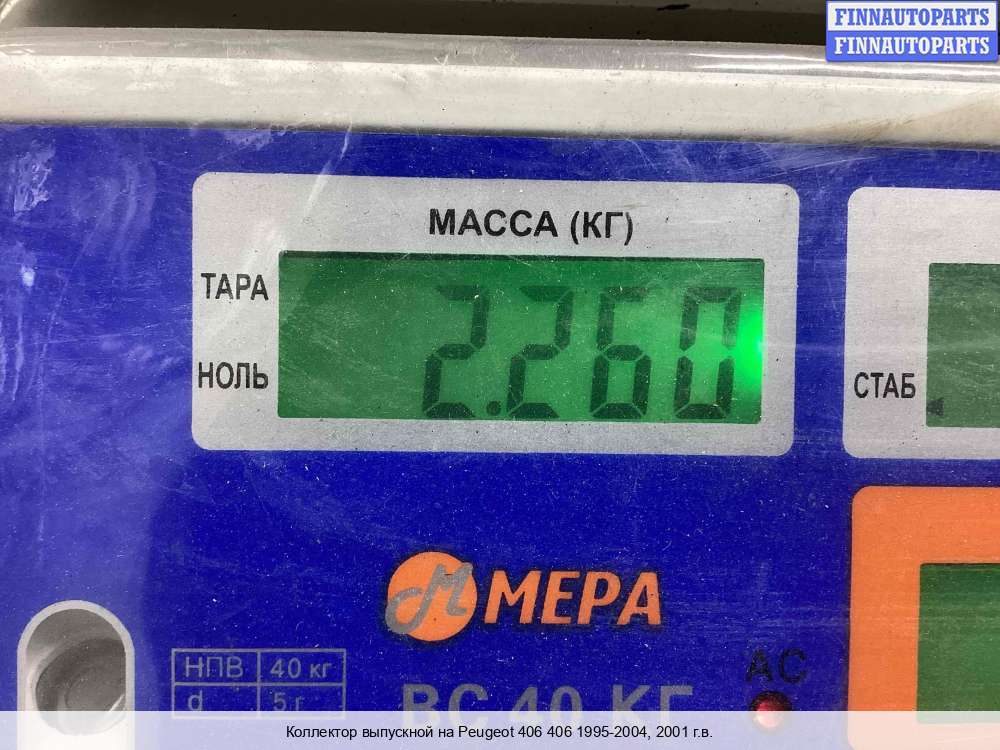 FINNAUTOPARTS
FINNAUTOPARTS
МАССА (КГ)
ТАРА
2.260
НОЛЬ
СТАБ
М МЕРА
НПВ 40 кг
АС
d 5 г
ВС 40 КГ
Коллектор выпускной на Peugeot 406 406 1995-2004, 2001 г.в.